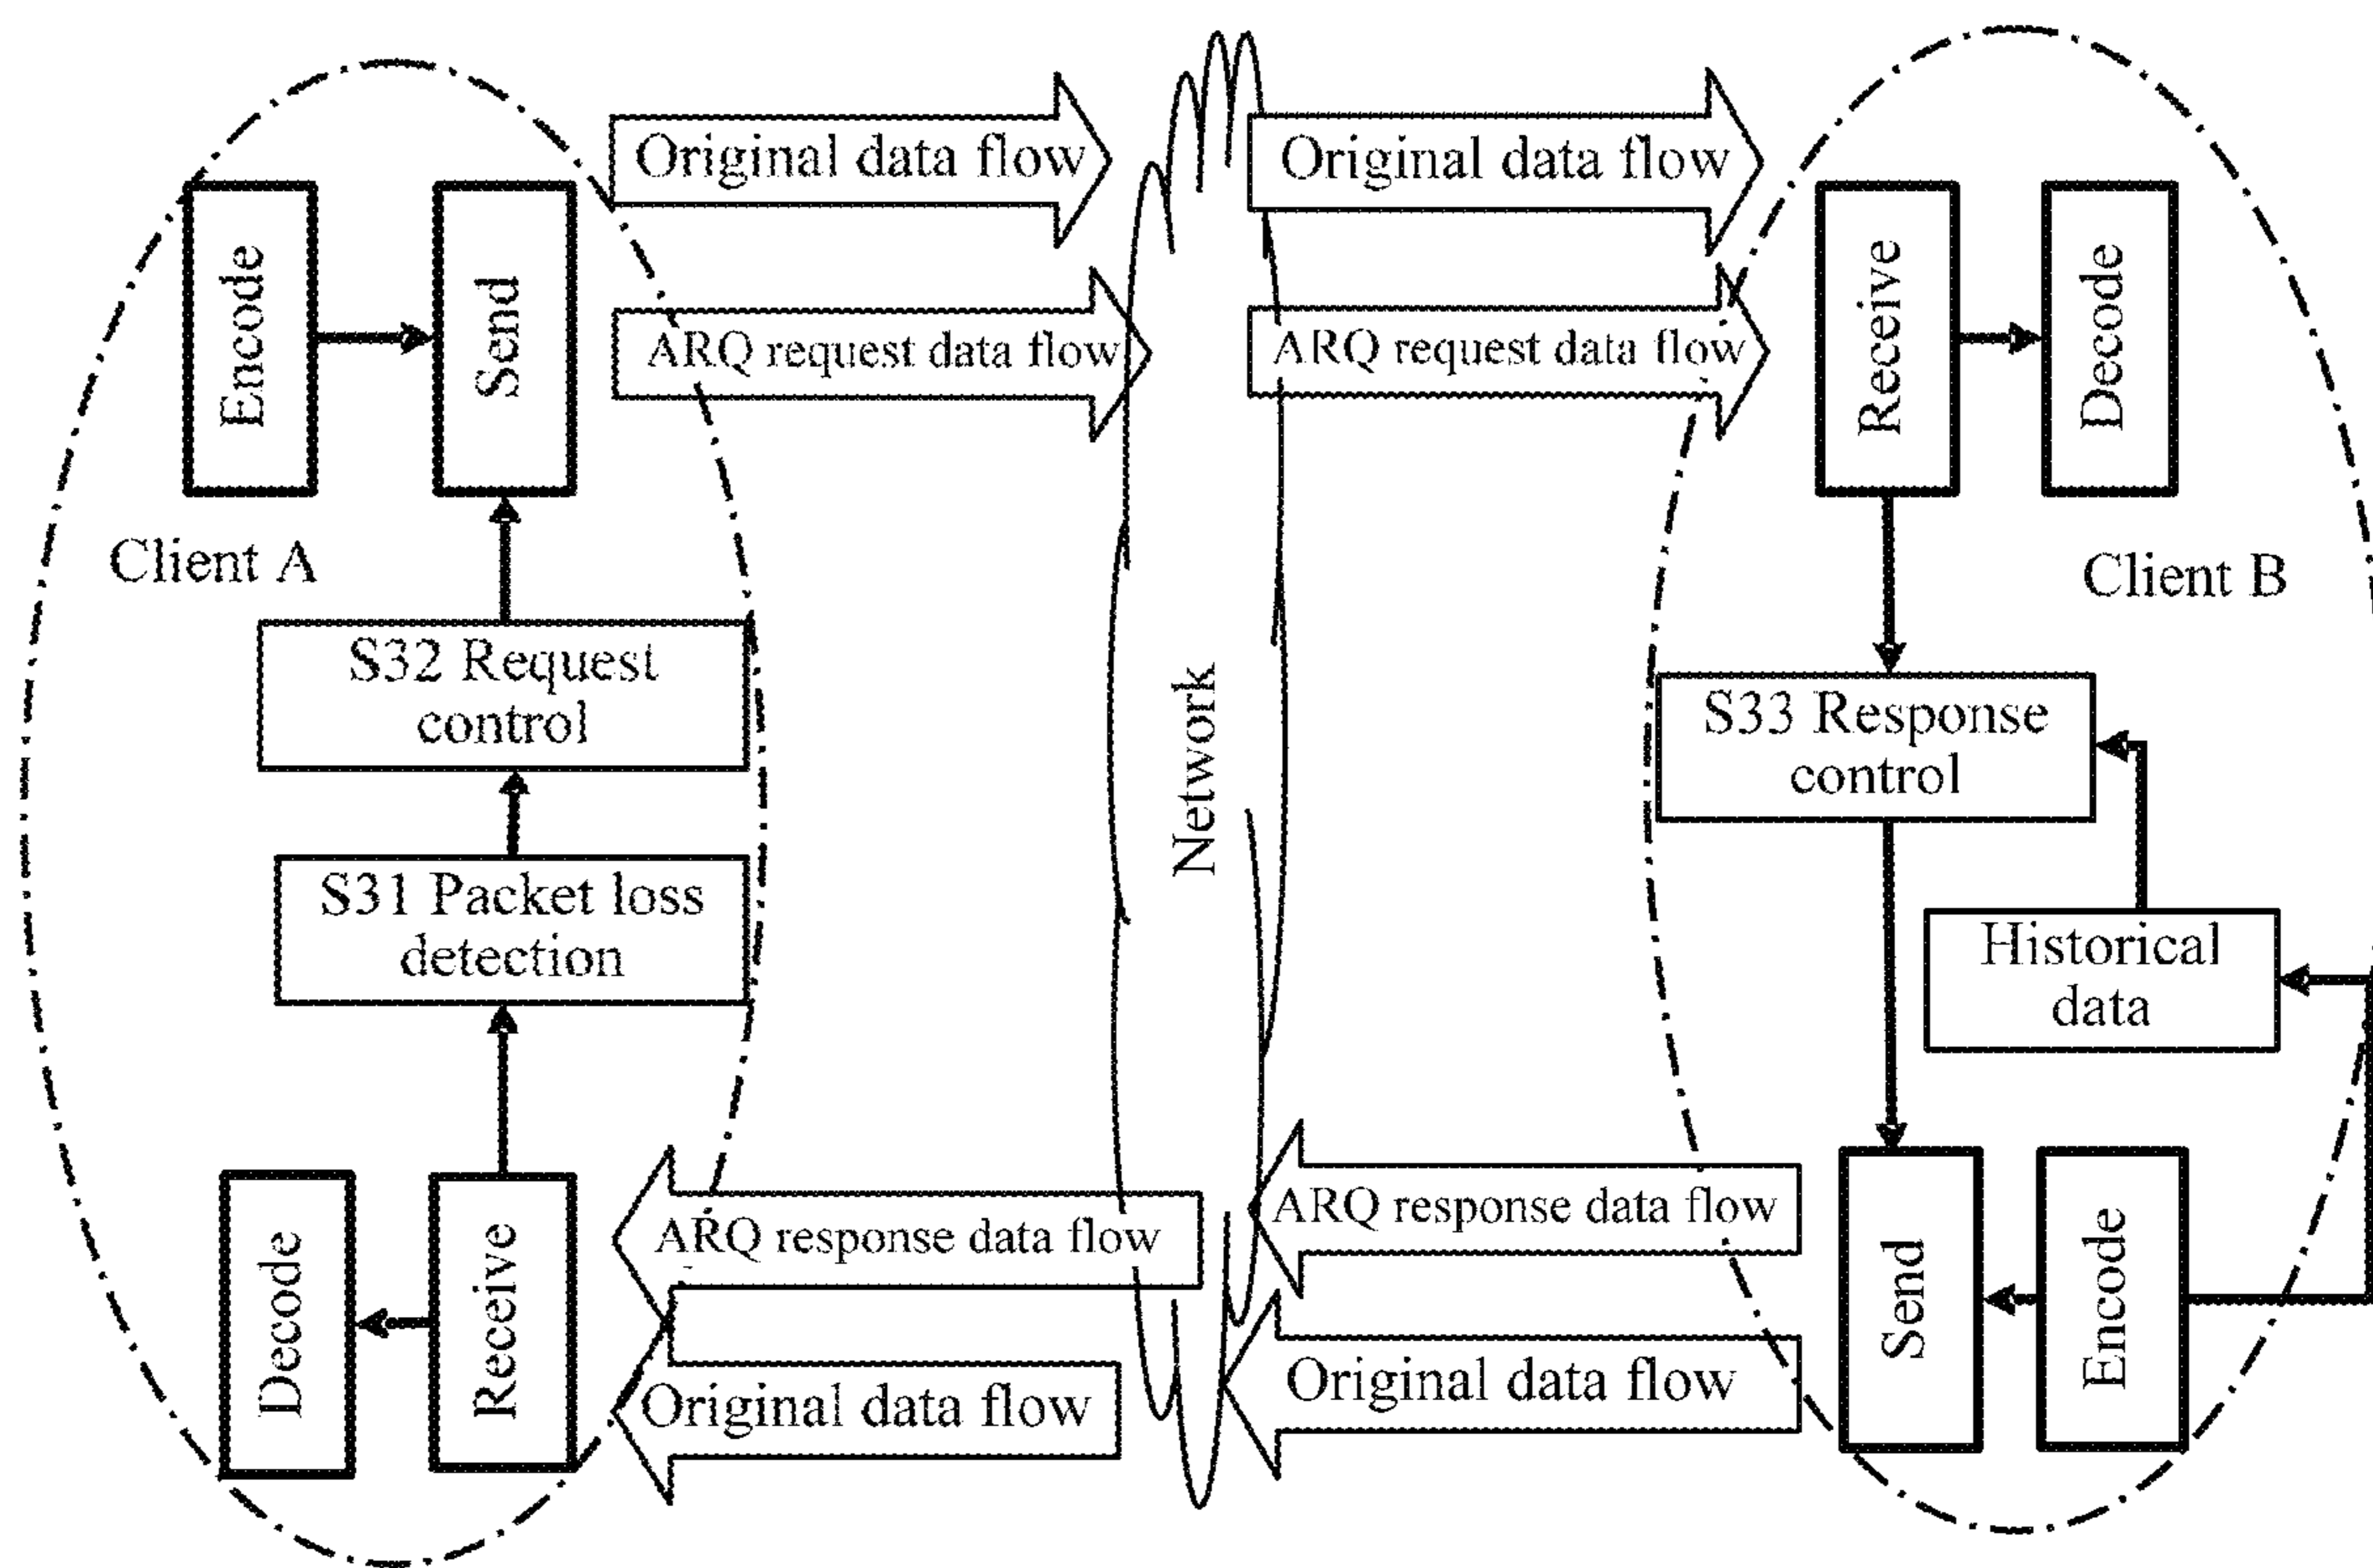 Original data flow
Original data flow
Encode
Send
ARQ request data flow
ARQ request data flow
Receive
Decode
Client A
Client B
S32 Request
control
S33 Response
control
Network
S31 Packet loss
detection
Historical
data
ARQ response data flow
ARQ response data flow
Decode
Receive
Send
Encode
Original data flow
Original data flow